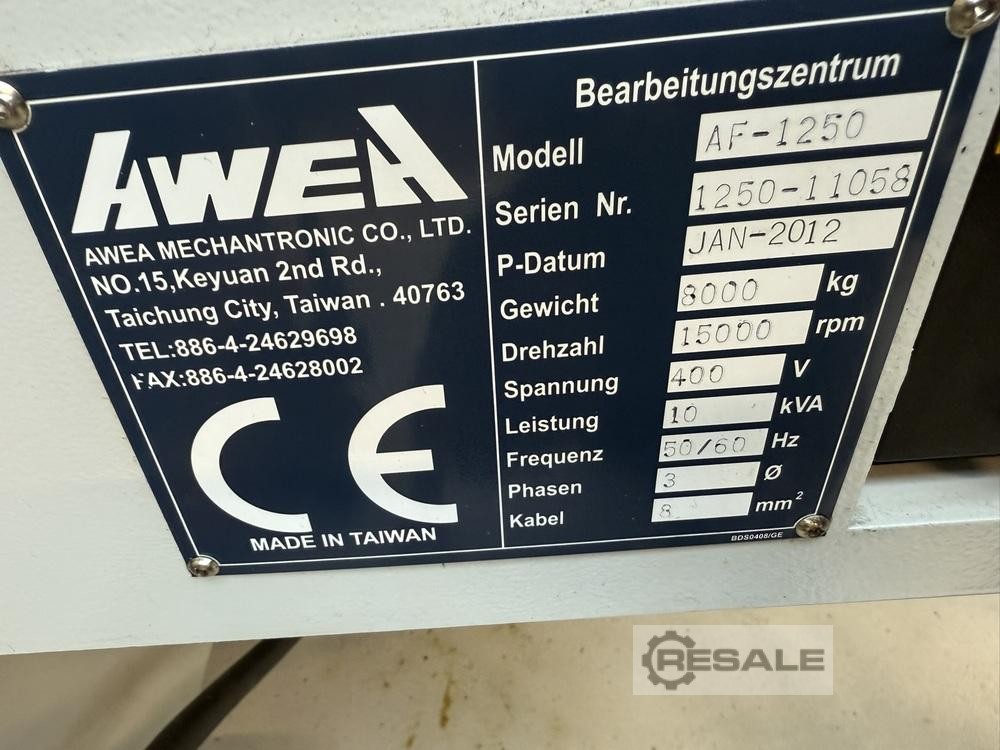 AWEA
AWEA MECHANTRONIC CO., LTD.
NO.15,Keyuan 2nd Rd.,
Taichung City, Taiwan . 40763
TEL:886-4-24629698
FAX:886-4-24628002
CE
MADE IN TAIWAN
Bearbeitungszentrum
Modell AF-1250
Serien Nr. 1250-11058
P-Datum JAN-2012
Gewicht 8000 kg
Drehzahl 15000 rpm
Spannung 400 V
Leistung 10 kVA
Frequenz 50/60 Hz
Phasen 3 Ø
Kabel 8 mm²
BDS0408/GE
RESALE